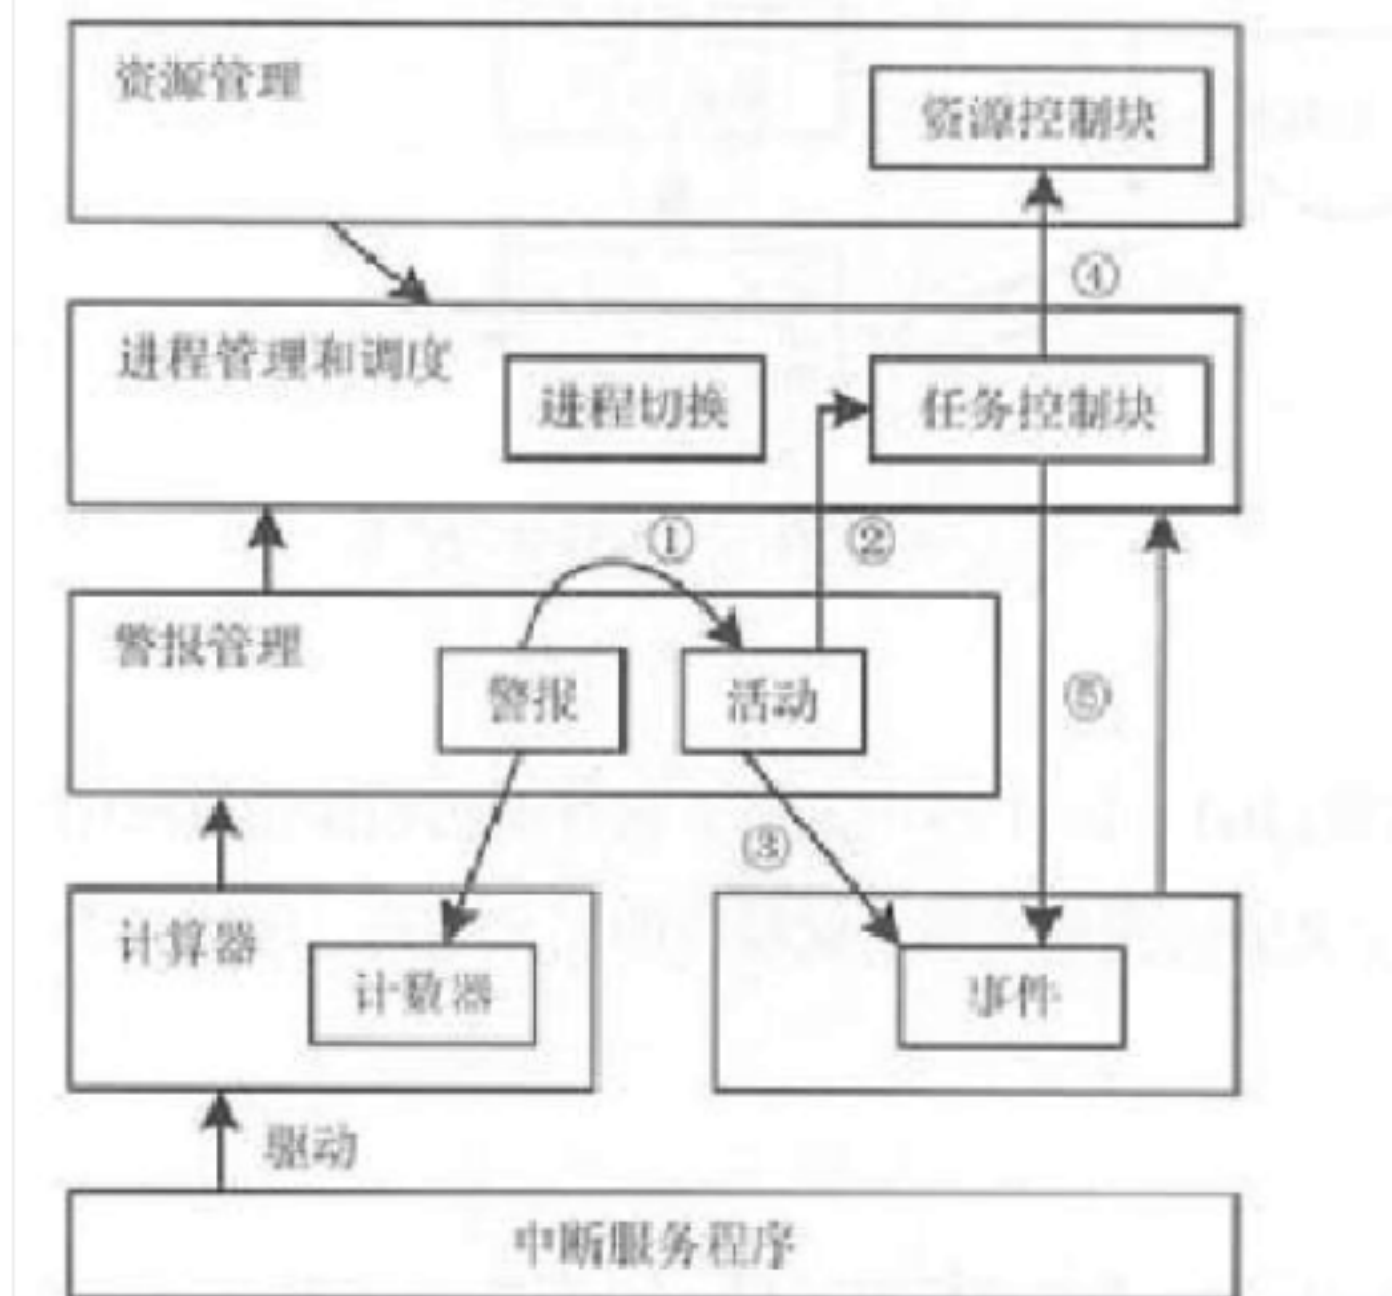 资源管理
资源控制块
④
进程管理和调度
进程切换
任务控制块
①
②
警报管理
警报
活动
⑤
③
计算器
计数器
事件
驱动
中断服务程序